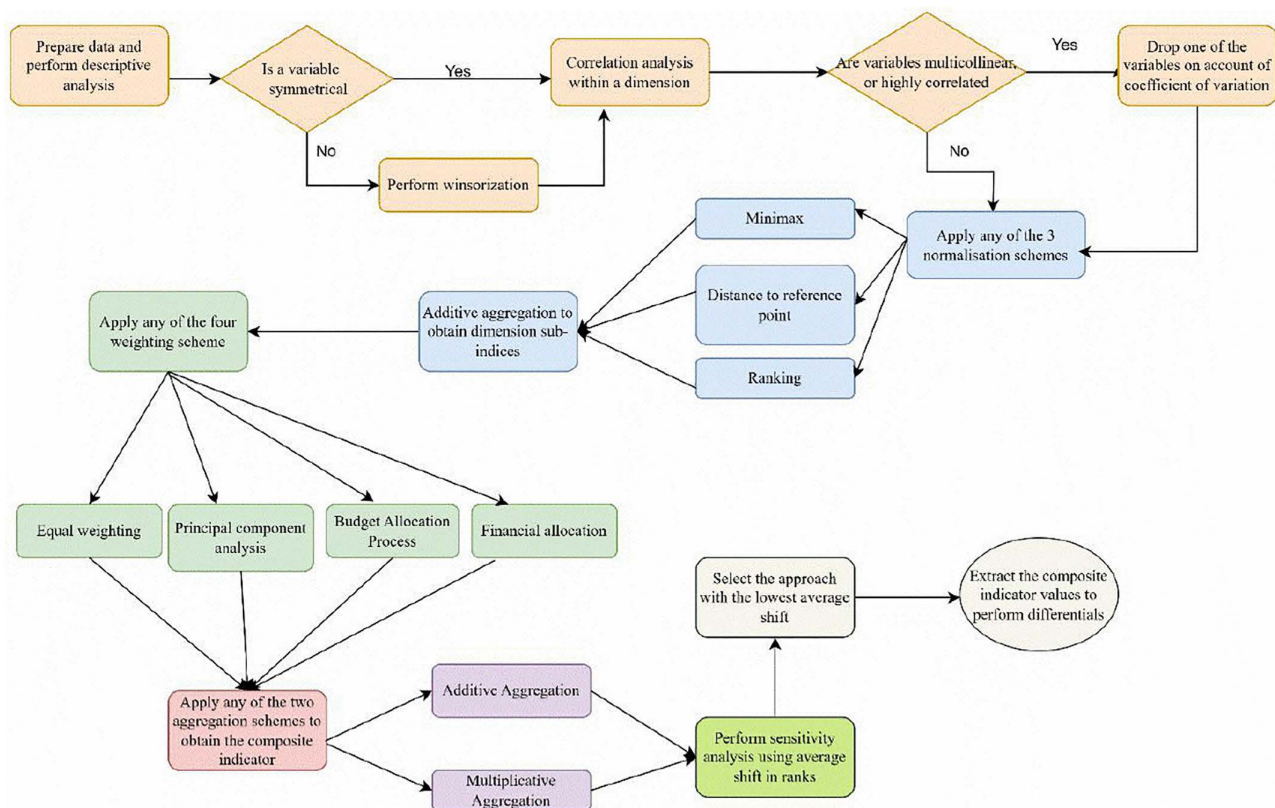 Prepare data and
perform descriptive
analysis
Is a variable
symmetrical
Yes
No
Perform winsorization
Correlation analysis
within a dimension
Are variables multicollinear,
or highly correlated
Yes
No
Drop one of the
variables on account of
coefficient of variation
Apply any of the 3
normalisation schemes
Minimax
Distance to reference
point
Ranking
Additive aggregation to
obtain dimension sub-
indices
Apply any of the four
weighting scheme
Equal weighting
Principal component
analysis
Budget Allocation
Process
Financial allocation
Apply any of the two
aggregation schemes to
obtain the composite
indicator
Additive Aggregation
Multiplicative
Aggregation
Perform sensitivity
analysis using average
shift in ranks
Select the approach
with the lowest average
shift
Extract the composite
indicator values to
perform differentials